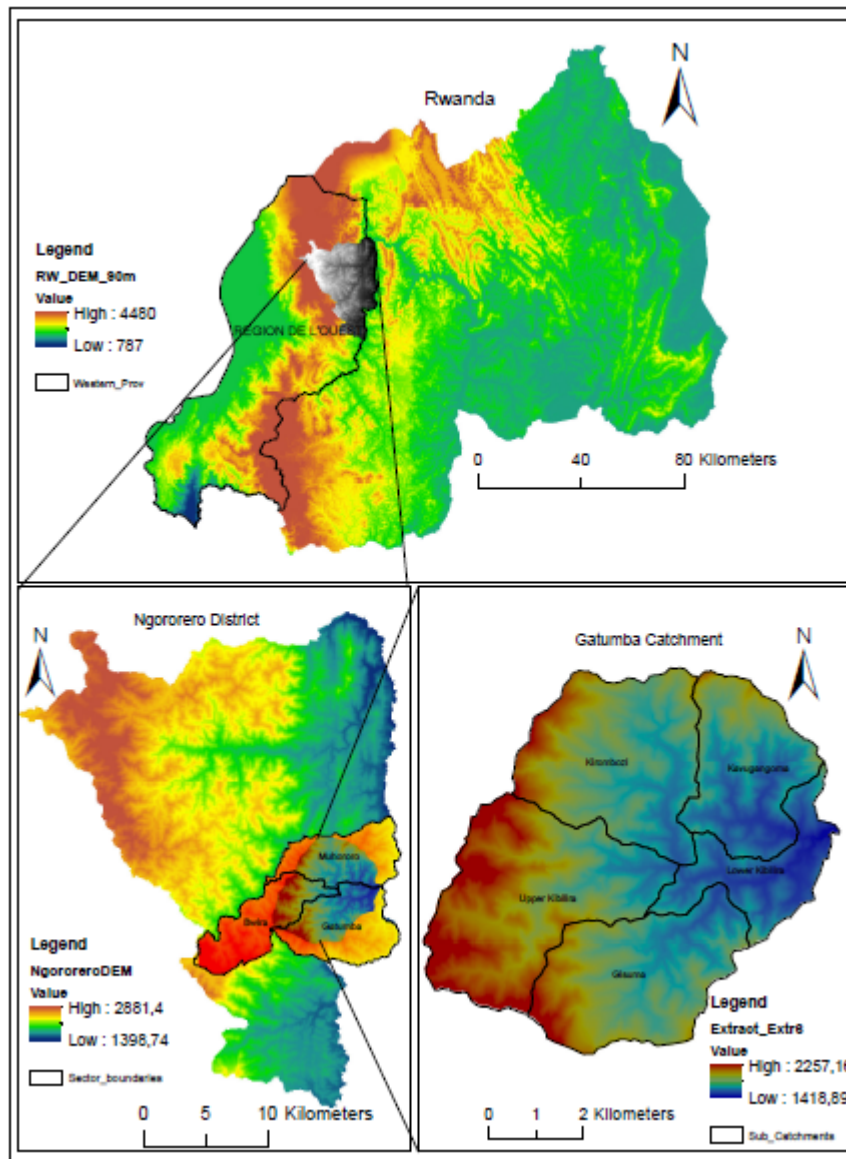 N
Rwanda
Legend
RW_DEM_90m
Value
High : 4480
Low : 787
Western_Prov
REGION DE L'OUEST
0 40 80 Kilometers
Ngororero District
N
Muhororo
Bwira
Gatumba
Legend
NgororeroDEM
Value
High : 2881,4
Low : 1398,74
Sector_boundaries
0 5 10 Kilometers
Gatumba Catchment
N
Kirombozi
Kavugangoma
Lower Kibilira
Upper Kibilira
Gisuma
Legend
Extract_Extr6
Value
High : 2257,16
Low : 1418,89
0 1 2 Kilometers
Sub_Catchments